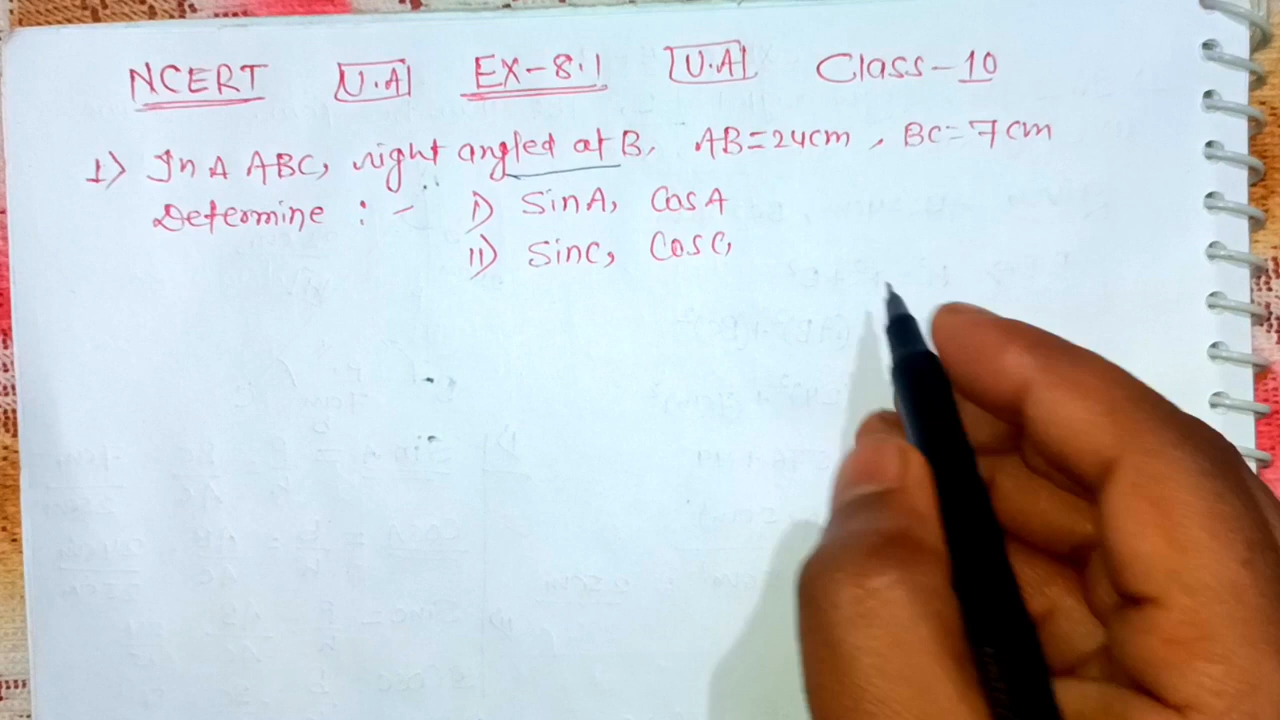 NCERT U.A EX-8.1 U.A Class-10
1) In Δ ABC, right angled at B, AB=24cm, BC=7cm
Determine :- i) SinA, CosA
ii) Sinc, CosC,